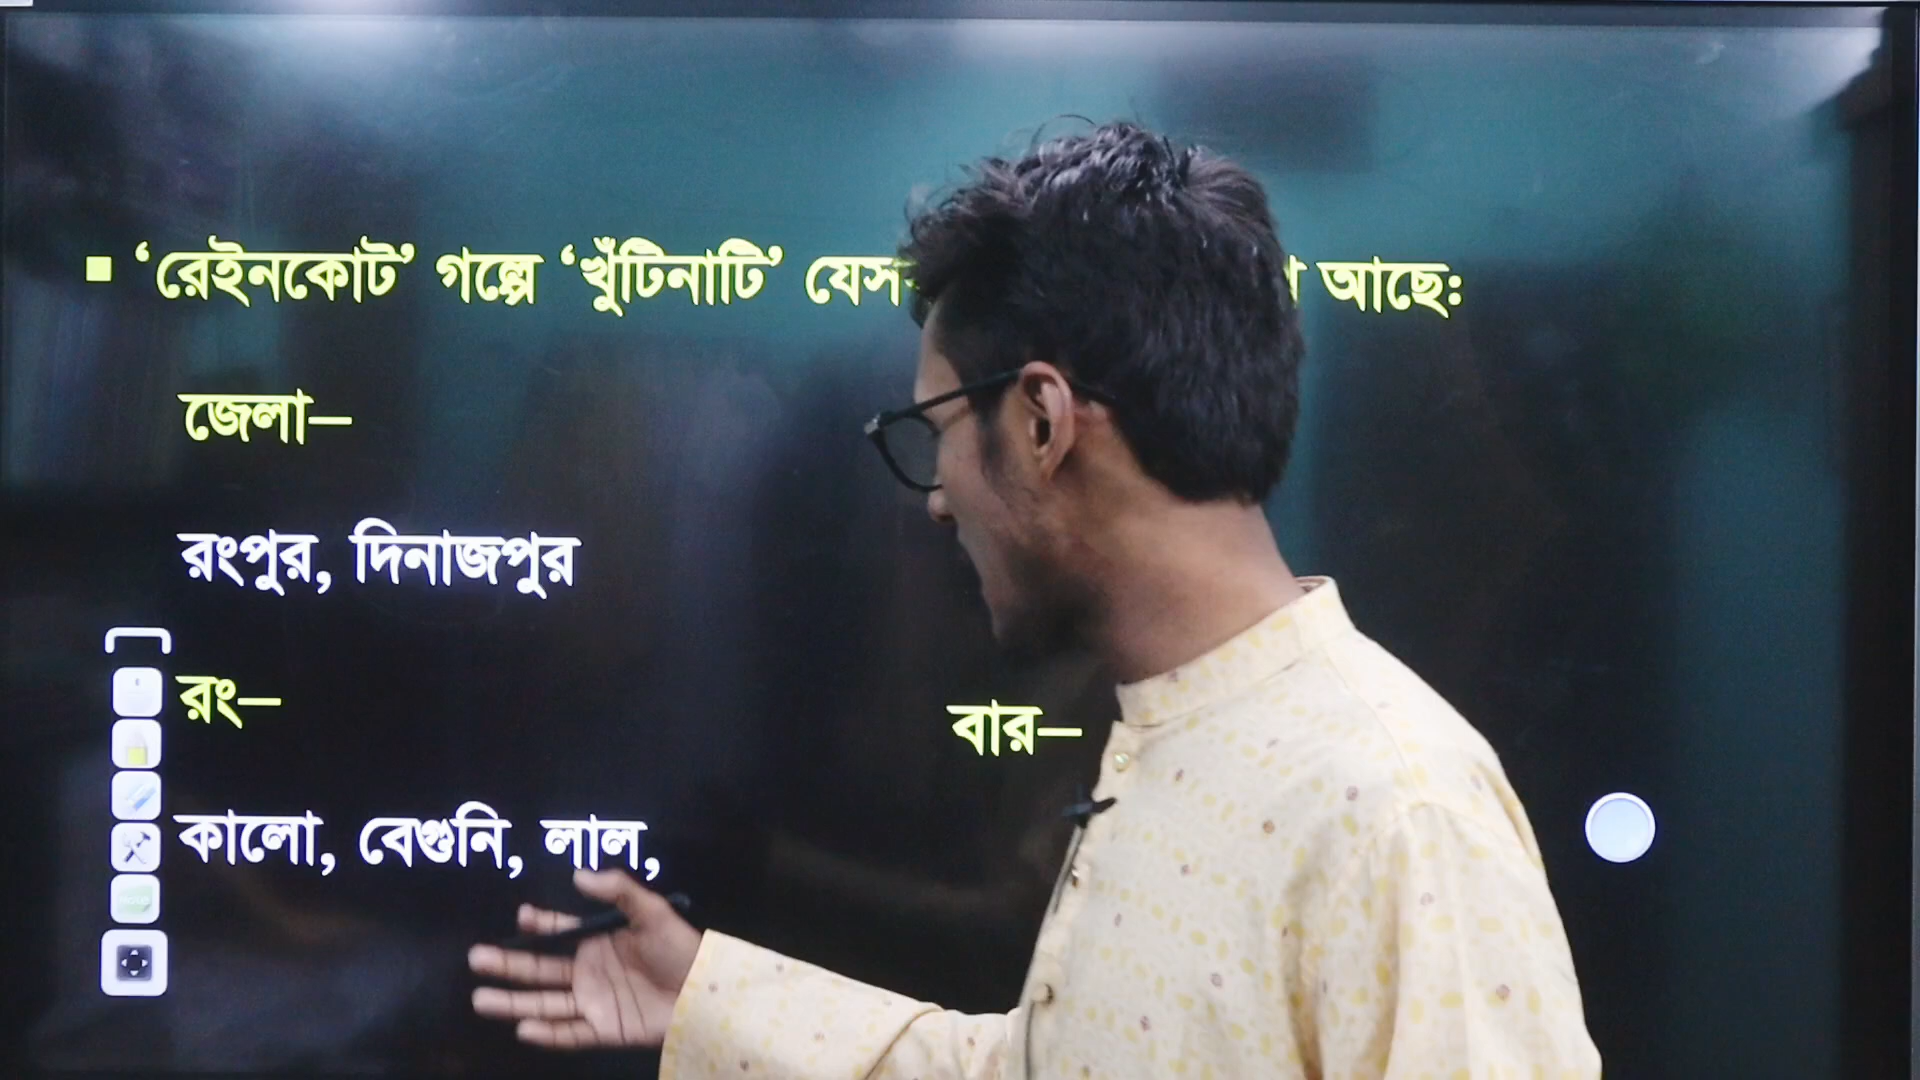 ▪ ‘রেইনকোট’ গল্পে ‘খুঁটিনাটি’ আছে:
জেলা—
রংপুর, দিনাজপুর
রং—
বার—
কালো, বেগুনি, লাল,